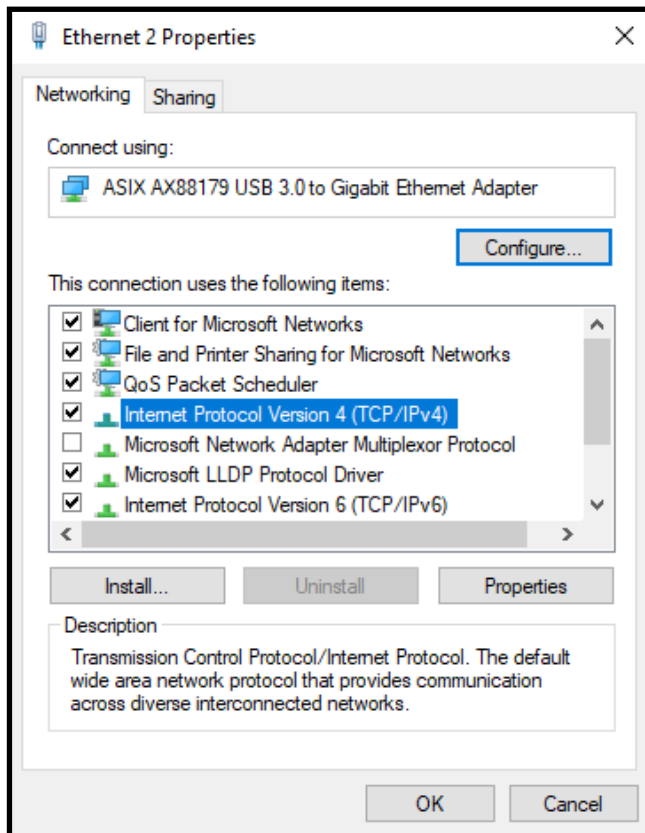 Ethernet 2 Properties
Networking
Sharing
Connect using:
ASIX AX88179 USB 3.0 to Gigabit Ethernet Adapter
Configure...
This connection uses the following items:
Client for Microsoft Networks
File and Printer Sharing for Microsoft Networks
QoS Packet Scheduler
Internet Protocol Version 4 (TCP/IPv4)
Microsoft Network Adapter Multiplexor Protocol
Microsoft LLDP Protocol Driver
Internet Protocol Version 6 (TCP/IPv6)
Install...
Uninstall
Properties
Description
Transmission Control Protocol/Internet Protocol. The default
wide area network protocol that provides communication
across diverse interconnected networks.
OK
Cancel